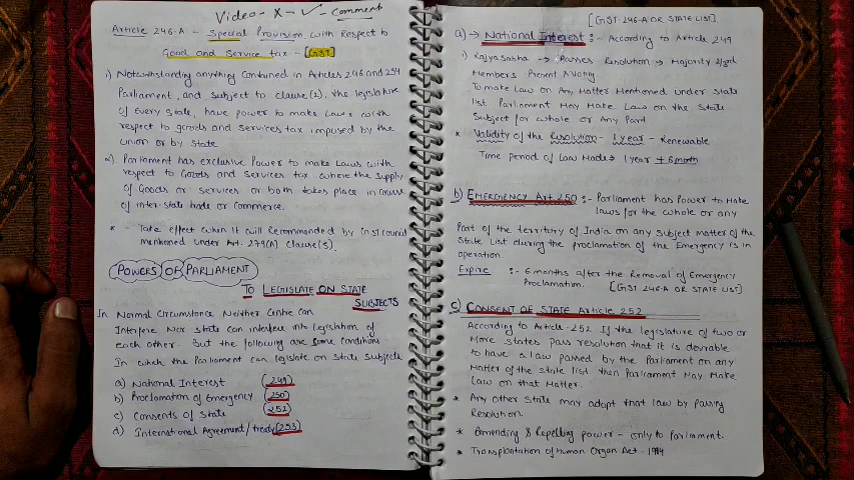 Video - X - ✓ - Comment
Article 246-A - Special Provision with Respect to
Good and Service tax - [GST]
1) Notewithstanding anything Contained in Articles 246 and 254
Parliament, and subject to clause(2), the legislature
of Every state, have power to make Laws with
respect to goods and Services tax imposed by the
union or by state
2) Parliament has exclusive Power to make Laws with
respect to Goods and Services tax where the supply
of Goods or services or both takes place in Course
of inter-state trade or Commerce.
* - Take effect when it will Recommended by GST council
mentioned under Art. 279(A) Clause(5).
POWERS OF PARLIAMENT
TO LEGISLATE ON STATE
SUBJECTS
In Normal Circumstance Neither Centre Can
Interfere Nor state can interfere into legislation of
each other. But the following are some Conditions
In which the Parliament can legislate on State Subjects
a) National Interest (249)
b) Proclamation of Emergency (250)
c) Consents of State (252)
d) International Agreement/treaty (253)
[GST-246-A OR STATE LIST]
a) → National Interest :- According to Article 249
i) Rajyasabha → Passes Resolution → Majority 2/3rd
Members Present & Voting
To make Law on Any Matter Mentioned under State
list Parliament May Make Law on the State
Subject for whole or Any Part
* Validity of the Resolution - 1 year - Renewable
Time period of Law Made → 1 year + 6 month
b) EMERGENCY Art 250 :- Parliament has Power to Make
laws for the whole or any
Part of the territory of India on any Subject Matter of the
State List during the proclamation of the Emergency is in
operation.
Expire :- 6 months after the Removal of Emergency
Proclamation. [GST 246-A OR STATE LIST]
c) CONSENT OF STATE Article 252
According to Article-252 If the legislature of two or
More states pass resolution that it is desirable
to have a law passed by the Parliament on any
Matter of the state list then Parliament May Make
Law on that Matter.
* Any other State may adopt that law by Passing
Resolution.
* Amending & Repelling power - only to Parliament.
* Transplantation of Human Organ Act - 1994